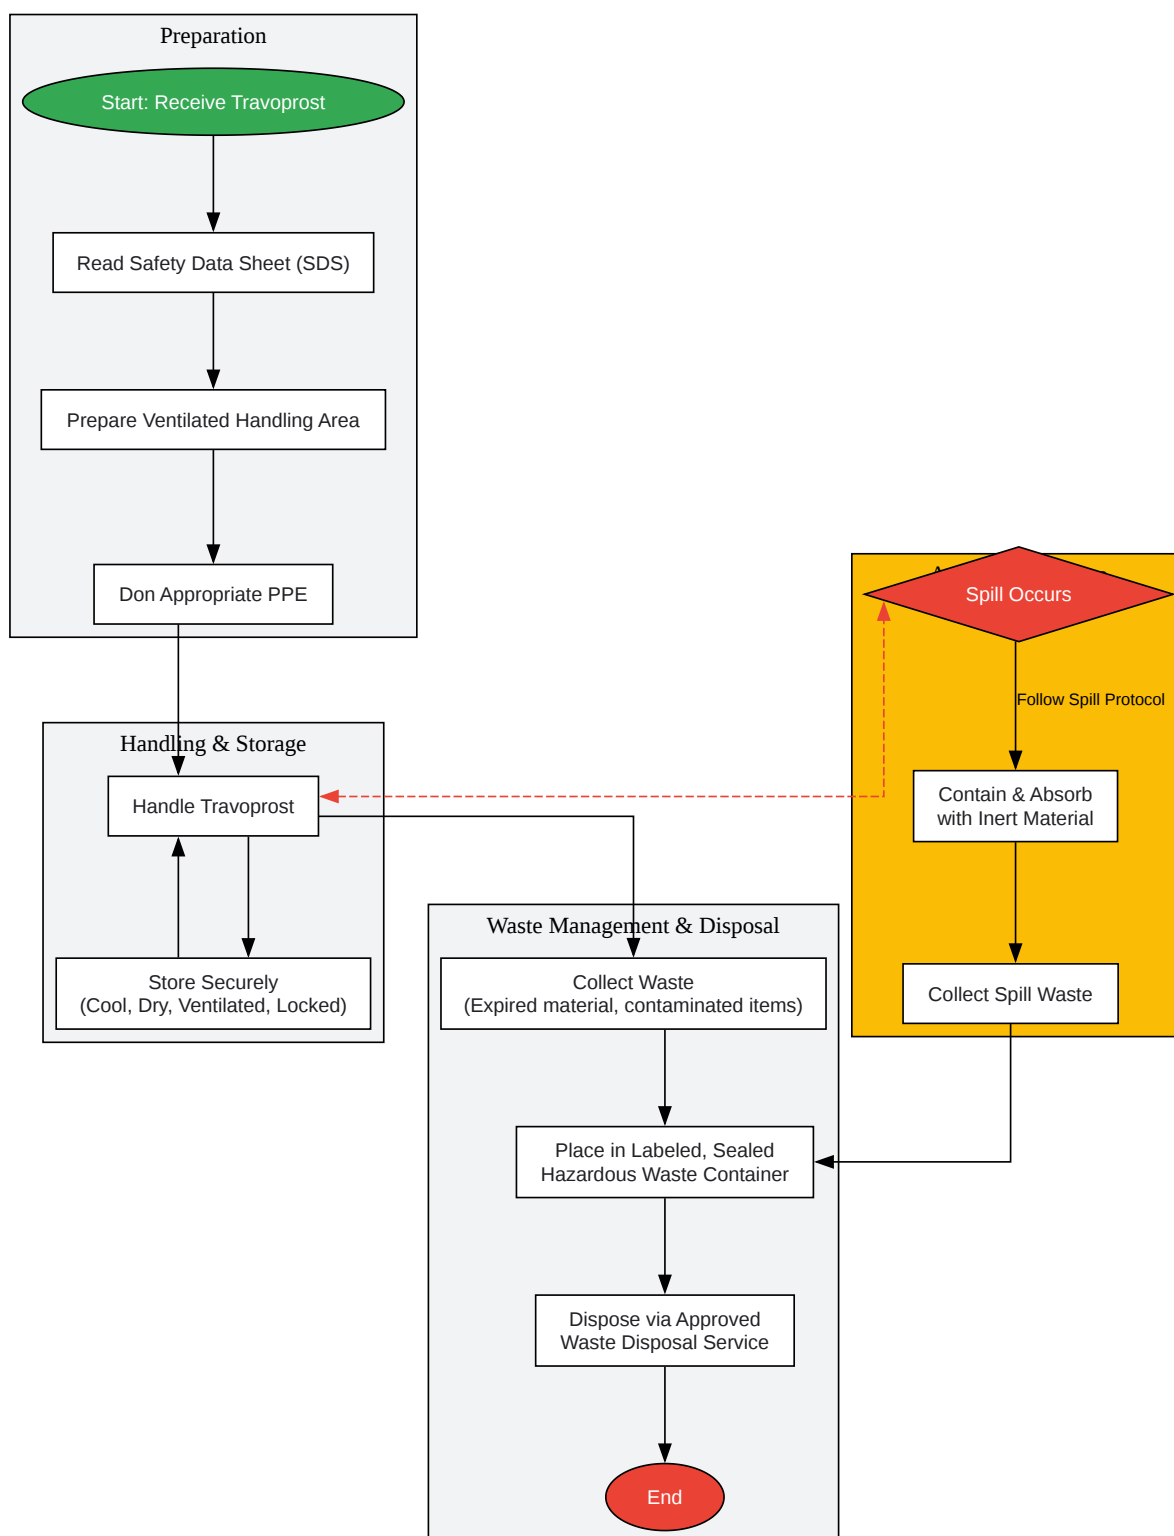 Preparation
Start: Receive Travoprost
Read Safety Data Sheet (SDS)
Prepare Ventilated Handling Area
Don Appropriate PPE
Handling & Storage
Handle Travoprost
Store Securely
(Cool, Dry, Ventilated, Locked)
Spill Occurs
Follow Spill Protocol
Contain & Absorb
with Inert Material
Collect Spill Waste
Waste Management & Disposal
Collect Waste
(Expired material, contaminated items)
Place in Labeled, Sealed
Hazardous Waste Container
Dispose via Approved
Waste Disposal Service
End